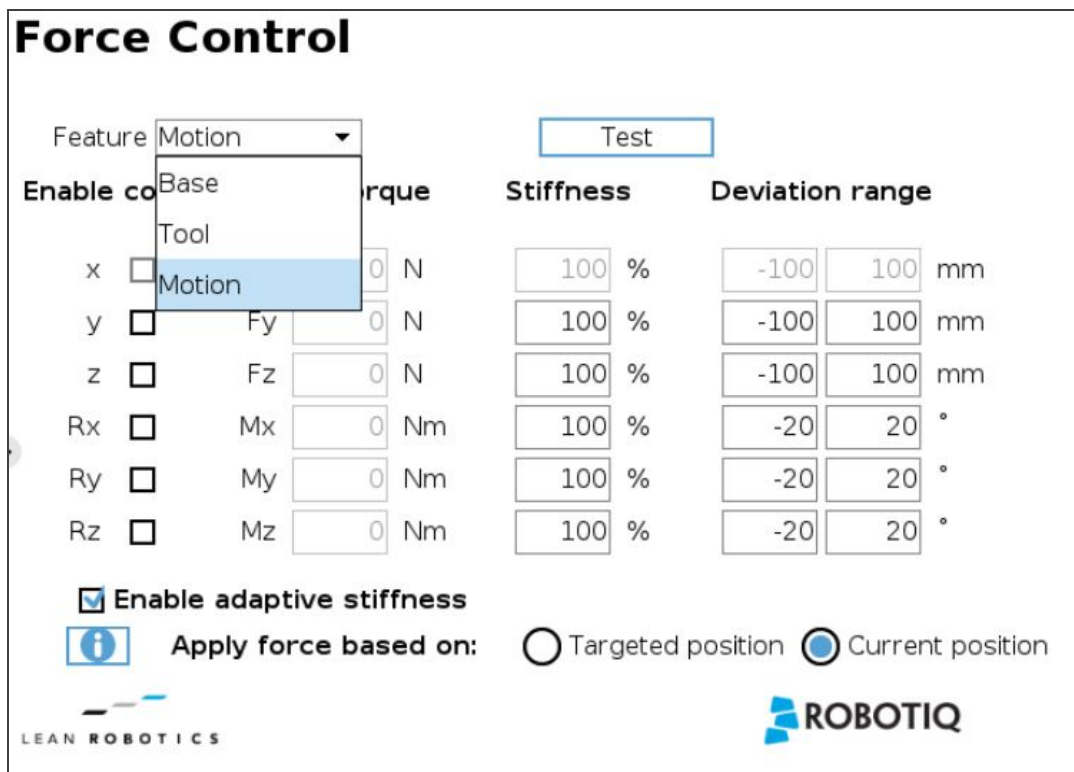 Force Control
Feature Motion Test
Base
Tool
Motion
Enable co rque Stiffness Deviation range
x 0 N 100 % -100 100 mm
y Fy 0 N 100 % -100 100 mm
z Fz 0 N 100 % -100 100 mm
Rx Mx 0 Nm 100 % -20 20 °
Ry My 0 Nm 100 % -20 20 °
Rz Mz 0 Nm 100 % -20 20 °
Enable adaptive stiffness
i Apply force based on: Targeted position Current position
LEAN ROBOTICS
ROBOTIQ